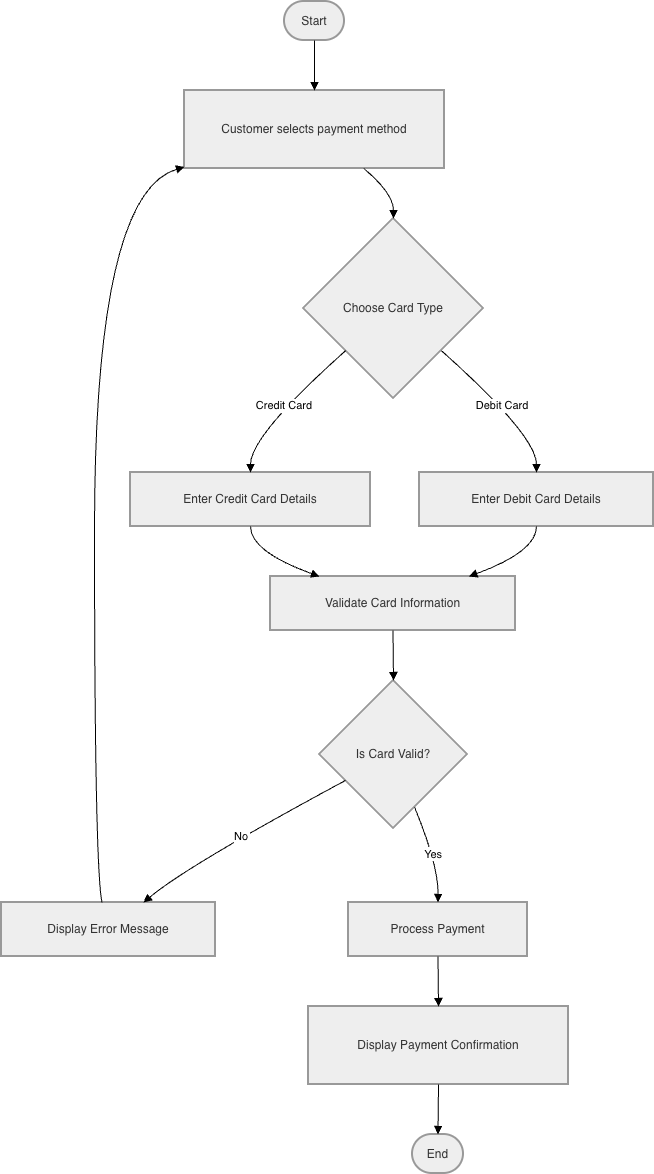 Start
Customer selects payment method
Choose Card Type
Credit Card
Debit Card
Enter Credit Card Details
Enter Debit Card Details
Validate Card Information
Is Card Valid?
No
Yes
Display Error Message
Process Payment
Display Payment Confirmation
End